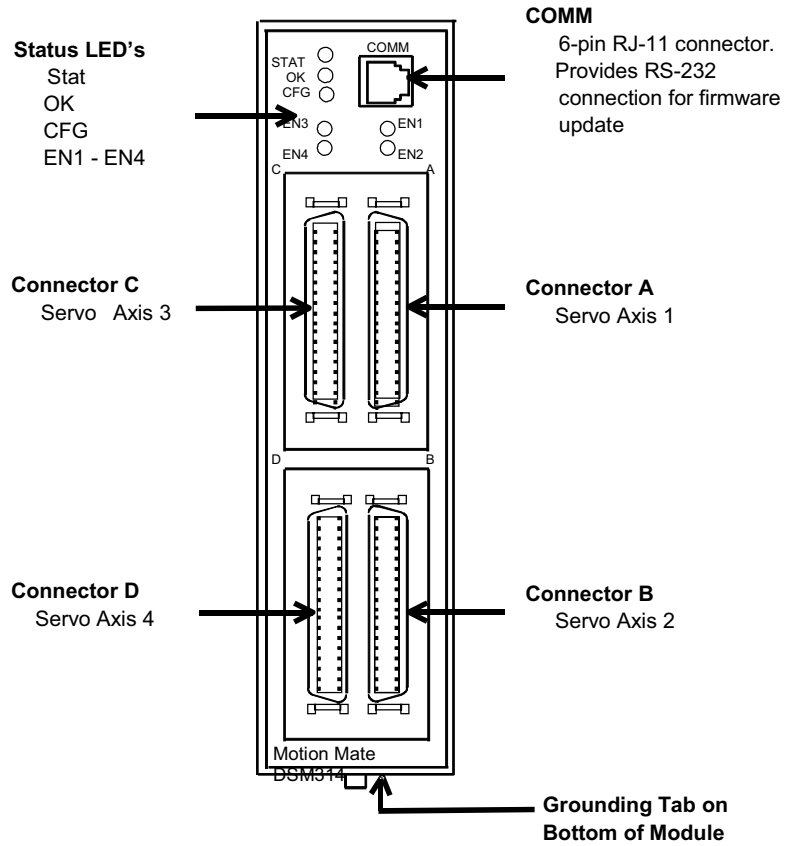 COMM
6-pin RJ-11 connector.
Provides RS-232
connection for firmware
update
Status LED's
Stat
OK
CFG
EN1 - EN4
STAT
OK
CFG
COMM
EN3
EN1
EN4
EN2
C
A
Connector C
Servo Axis 3
Connector A
Servo Axis 1
D
B
Connector D
Servo Axis 4
Connector B
Servo Axis 2
Motion Mate
DSM314
Grounding Tab on
Bottom of Module